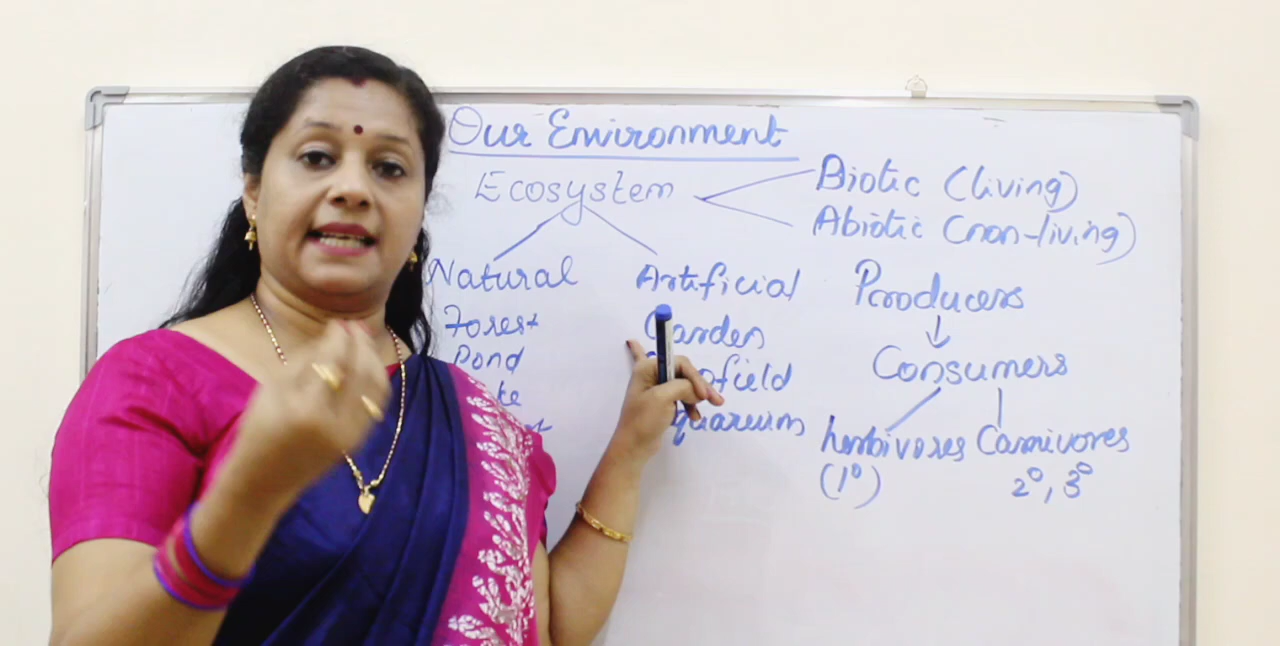 Our Environment
Ecosystem
Biotic (living)
Abiotic (non-living)
Natural
Forest
Pond
Artificial
Garden
Aquarium
Producers
↓
Consumers
herbivores
(1°)
Carnivores
2°, 3°